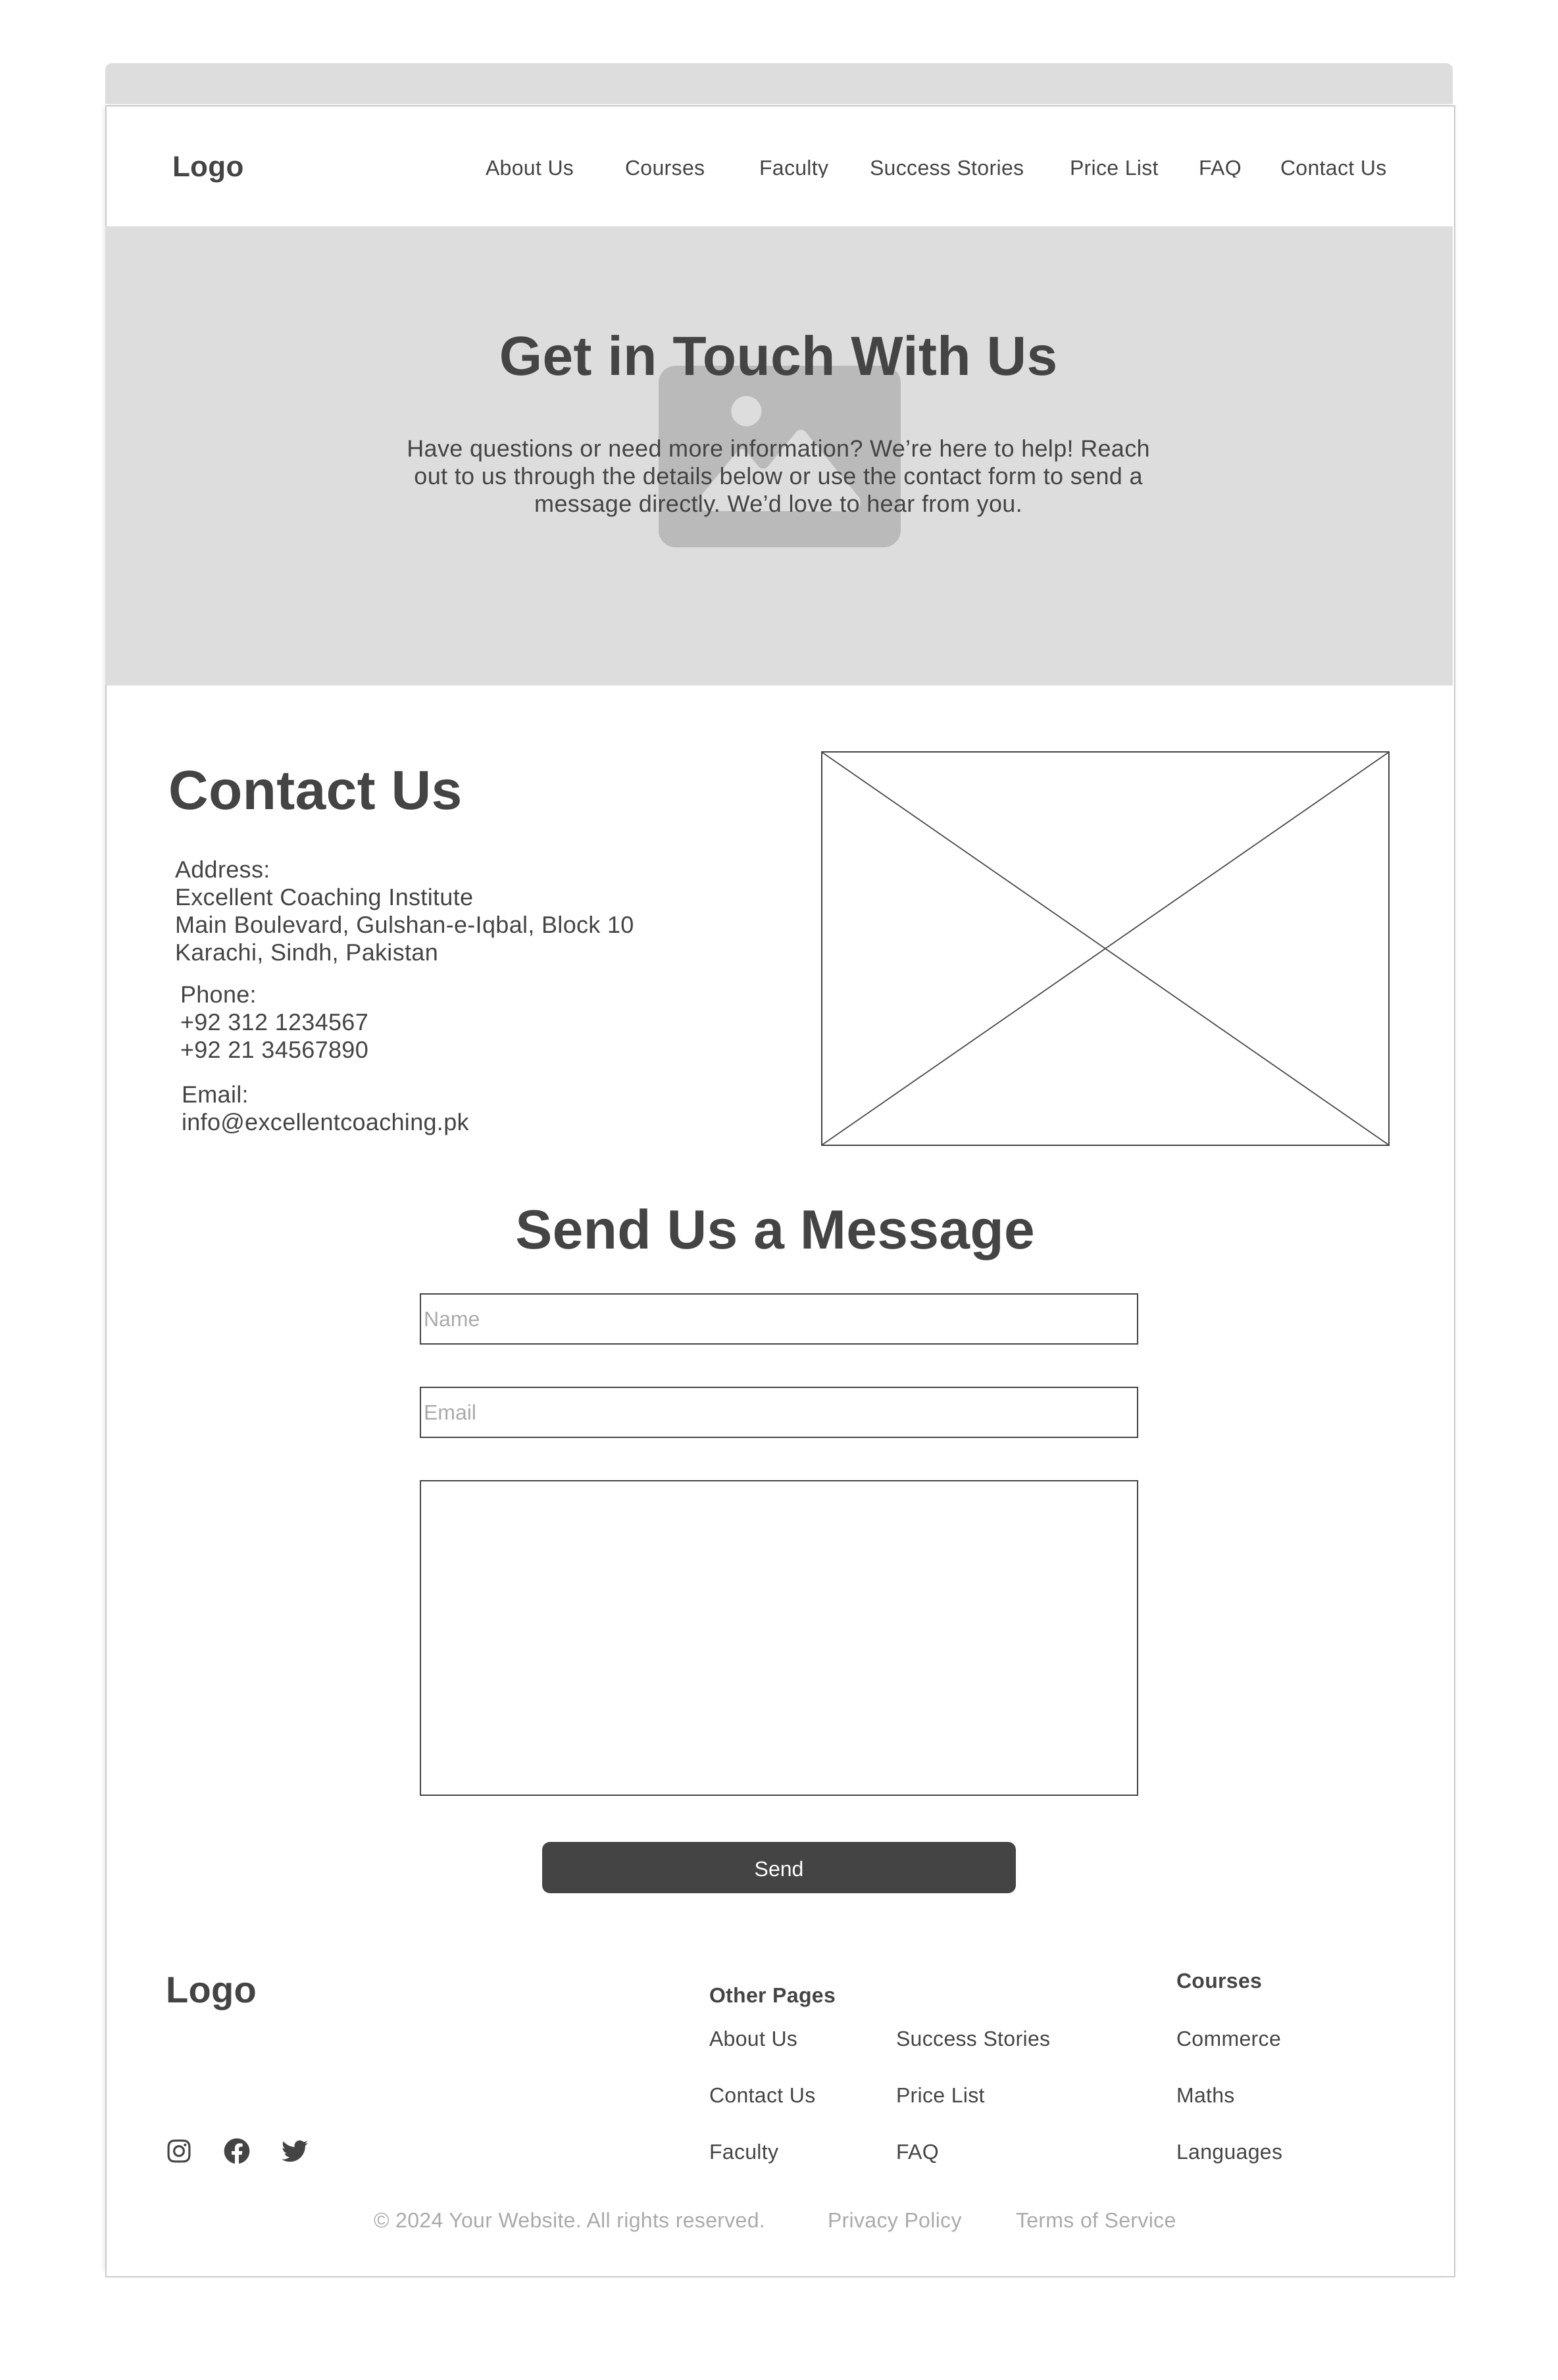 Logo
About Us
Courses
Faculty
Success Stories
Price List
FAQ
Contact Us
Get in Touch With Us
Have questions or need more information? We’re here to help! Reach
out to us through the details below or use the contact form to send a
message directly. We’d love to hear from you.
Contact Us
Address:
Excellent Coaching Institute
Main Boulevard, Gulshan-e-Iqbal, Block 10
Karachi, Sindh, Pakistan
Phone:
+92 312 1234567
+92 21 34567890
Email:
info@excellentcoaching.pk
Send Us a Message
Name
Email
Send
Logo
Other Pages
About Us
Contact Us
Faculty
Success Stories
Price List
FAQ
Courses
Commerce
Maths
Languages
© 2024 Your Website. All rights reserved.
Privacy Policy
Terms of Service